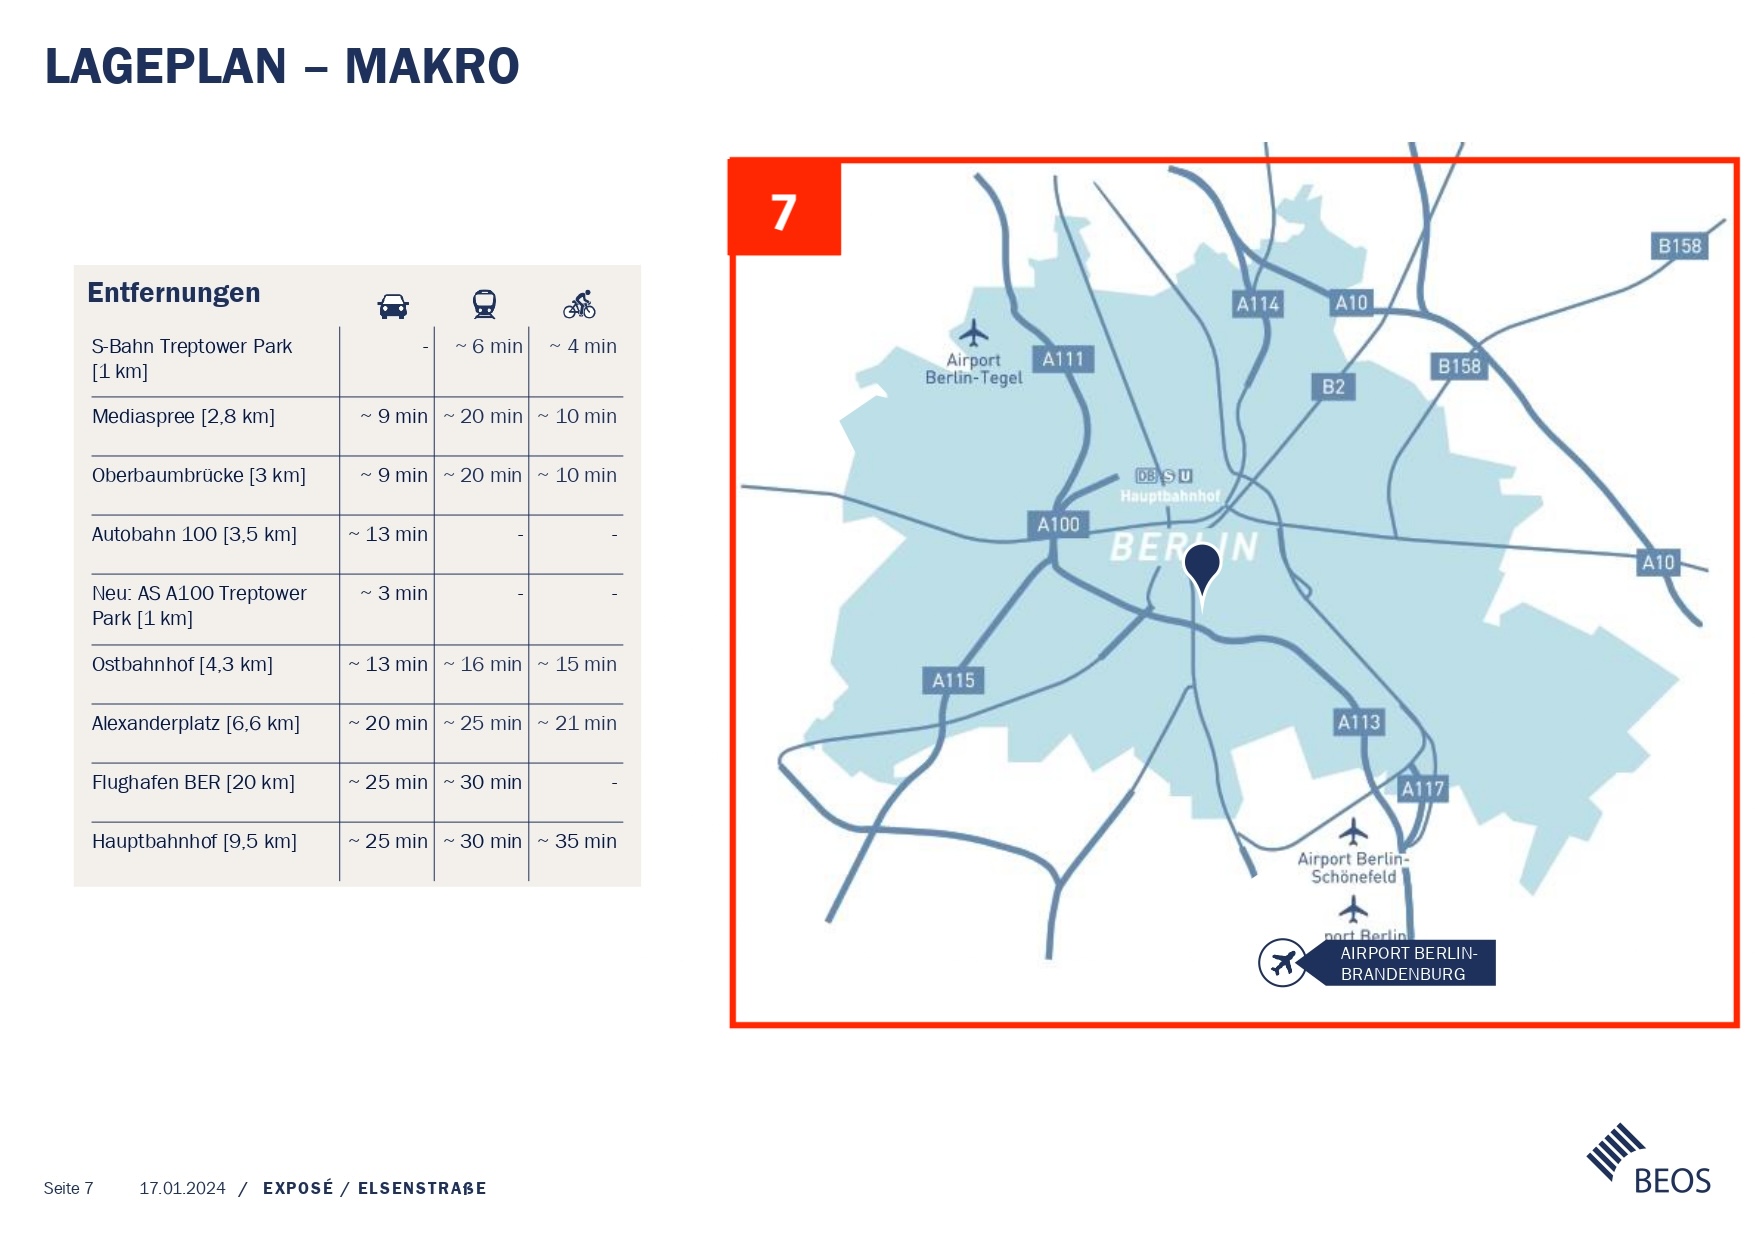 LAGEPLAN – MAKRO
Entfernungen
S-Bahn Treptower Park [1 km] - ~ 6 min ~ 4 min
Mediaspree [2,8 km] ~ 9 min ~ 20 min ~ 10 min
Oberbaumbrücke [3 km] ~ 9 min ~ 20 min ~ 10 min
Autobahn 100 [3,5 km] ~ 13 min - -
Neu: AS A100 Treptower Park [1 km] ~ 3 min - -
Ostbahnhof [4,3 km] ~ 13 min ~ 16 min ~ 15 min
Alexanderplatz [6,6 km] ~ 20 min ~ 25 min ~ 21 min
Flughafen BER [20 km] ~ 25 min ~ 30 min -
Hauptbahnhof [9,5 km] ~ 25 min ~ 30 min ~ 35 min
7
B158
A114
A10
Airport
Berlin-Tegel
A111
B158
B2
DB S U
Hauptbahnhof
A100
BERLIN
A10
A115
A113
A117
Airport Berlin-
Schönefeld
port Berlin
AIRPORT BERLIN-
BRANDENBURG
Seite 7 17.01.2024 / EXPOSÉ / ELSENSTRAßE
BEOS